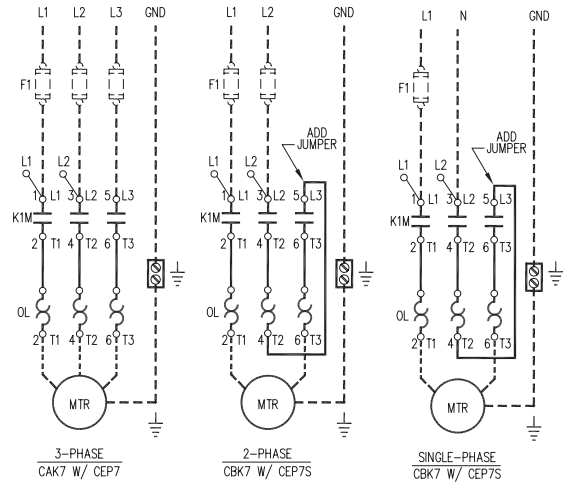 L1 L2 L3 GND
F1
L1 L2
1 L1 3 L2 5 L3
K1M
2 T1 4 T2 6 T3
OL
2 T1 4 T2 6 T3
MTR
3-PHASE
CAK7 W/ CEP7
L1 L2 GND
F1
ADD
JUMPER
L1 L2
1 L1 3 L2 5 L3
K1M
2 T1 4 T2 6 T3
OL
2 T1 4 T2 6 T3
MTR
2-PHASE
CBK7 W/ CEP7S
L1 N GND
F1
ADD
JUMPER
L1 L2
1 L1 3 L2 5 L3
K1M
2 T1 4 T2 6 T3
OL
2 T1 4 T2 6 T3
MTR
SINGLE-PHASE
CBK7 W/ CEP7S